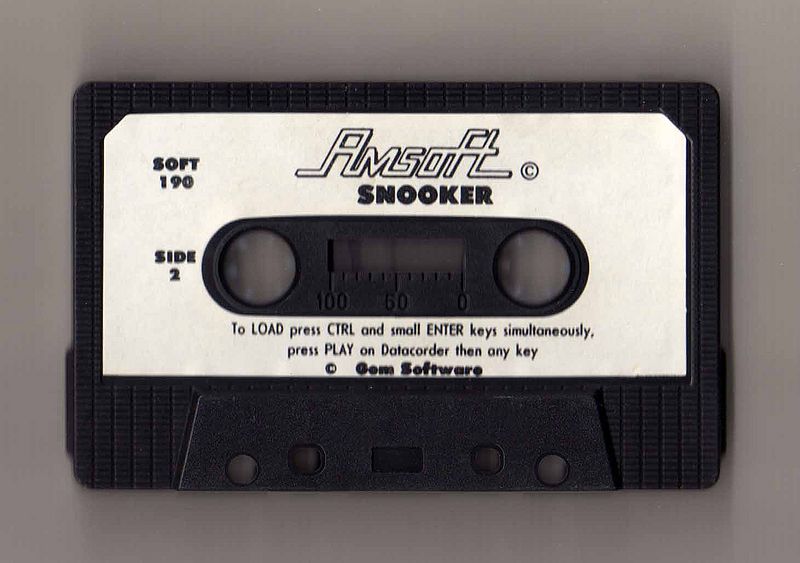 Amsoft ©
SNOOKER
SOFT
190
SIDE
2
100 50 0
To LOAD press CTRL and small ENTER keys simultaneously,
press PLAY on Datacorder then any key
© Gem Software